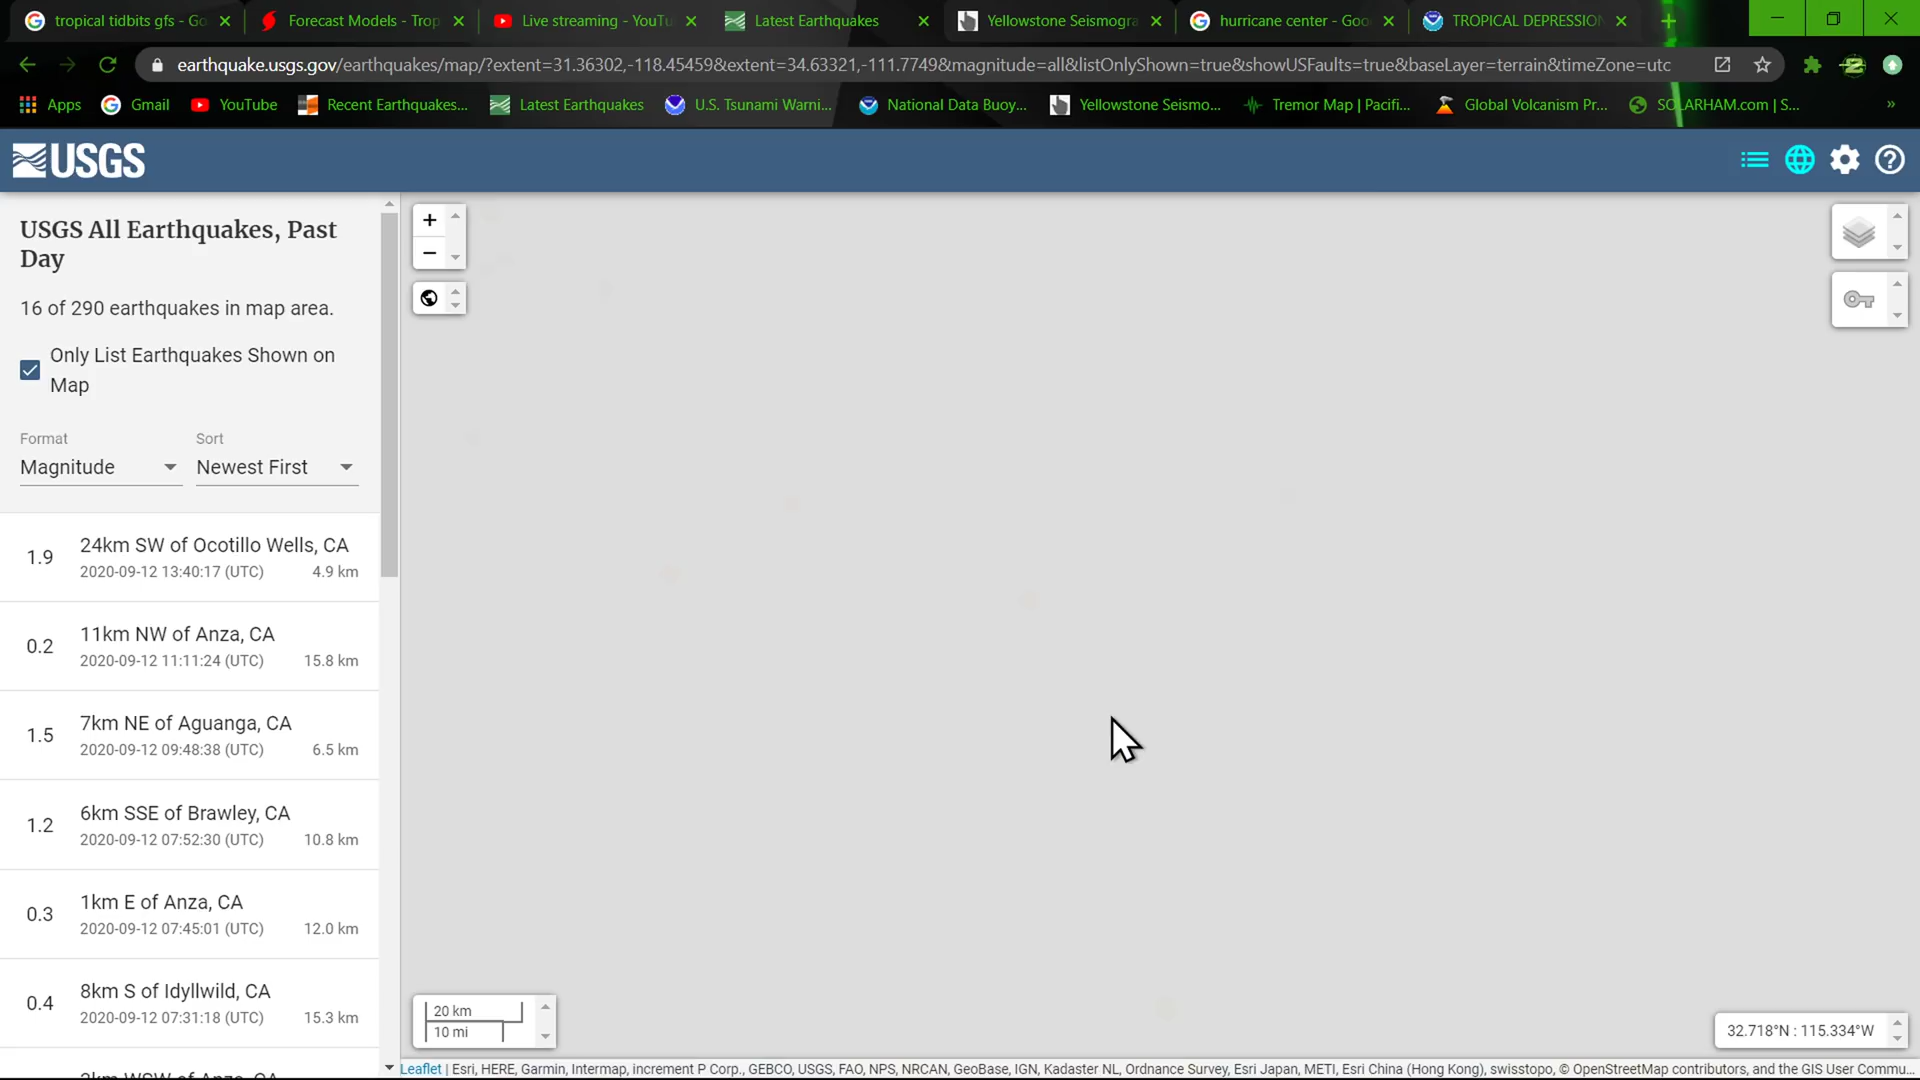 tropical tidbits gfs - Go
Forecast Models - Trop
Live streaming - YouTu
Latest Earthquakes
Yellowstone Seismogra
hurricane center - Goo
TROPICAL DEPRESSION
earthquake.usgs.gov/earthquakes/map/?extent=31.36302,-118.45459&extent=34.63321,-111.7749&magnitude=all&listOnlyShown=true&showUSFaults=true&baseLayer=terrain&timeZone=utc
Apps
Gmail
YouTube
Recent Earthquakes...
Latest Earthquakes
U.S. Tsunami Warni...
National Data Buoy...
Yellowstone Seismo...
Tremor Map | Pacifi...
Global Volcanism Pr...
SOLARHAM.com | S...
»
USGS
USGS All Earthquakes, Past
Day
16 of 290 earthquakes in map area.
Only List Earthquakes Shown on
Map
Format
Sort
Magnitude
Newest First
1.9
24km SW of Ocotillo Wells, CA
2020-09-12 13:40:17 (UTC)
4.9 km
0.2
11km NW of Anza, CA
2020-09-12 11:11:24 (UTC)
15.8 km
1.5
7km NE of Aguanga, CA
2020-09-12 09:48:38 (UTC)
6.5 km
1.2
6km SSE of Brawley, CA
2020-09-12 07:52:30 (UTC)
10.8 km
0.3
1km E of Anza, CA
2020-09-12 07:45:01 (UTC)
12.0 km
0.4
8km S of Idyllwild, CA
2020-09-12 07:31:18 (UTC)
15.3 km
WSW of Anza, CA
+
−
20 km
10 mi
32.718°N : 115.334°W
Leaflet | Esri, HERE, Garmin, Intermap, increment P Corp., GEBCO, USGS, FAO, NPS, NRCAN, GeoBase, IGN, Kadaster NL, Ordnance Survey, Esri Japan, METI, Esri China (Hong Kong), swisstopo, © OpenStreetMap contributors, and the GIS User Commu...